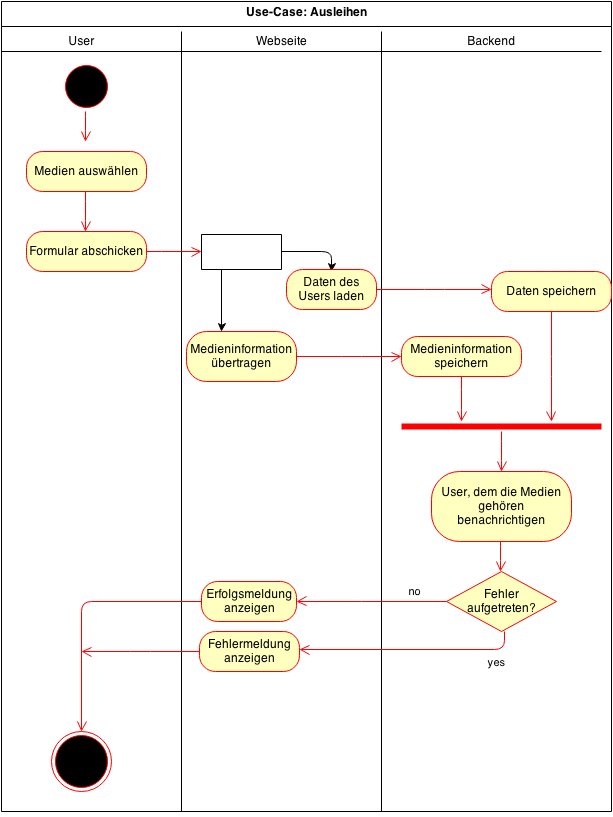 Use-Case: Ausleihen
User
Webseite
Backend
Medien auswählen
Formular abschicken
Daten des
Users laden
Daten speichern
Medieninformation
übertragen
Medieninformation
speichern
User, dem die Medien
gehören
benachrichtigen
Fehler
aufgetreten?
no
Erfolgsmeldung
anzeigen
yes
Fehlermeldung
anzeigen